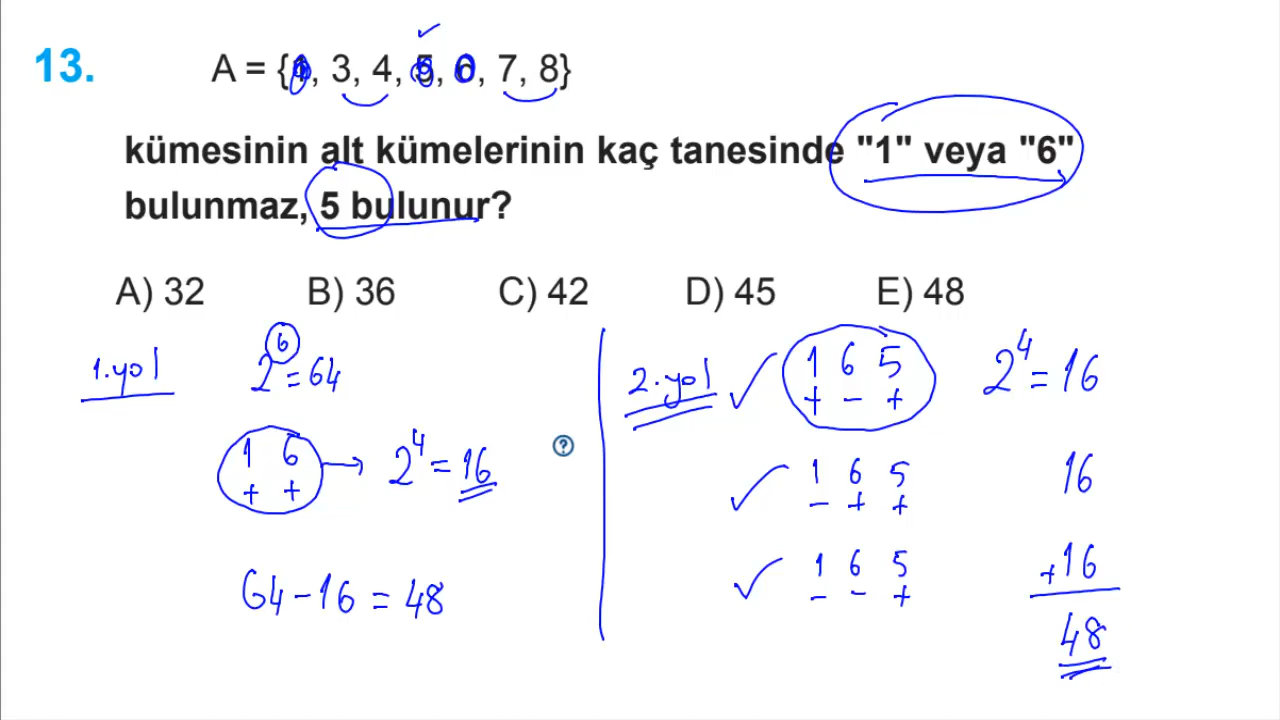 13. A = {1, 3, 4, 5, 6, 7, 8}
kümesinin alt kümelerinin kaç tanesinde "1" veya "6"
bulunmaz, 5 bulunur?
A) 32 B) 36 C) 42 D) 45 E) 48
1.yol
2^6 = 64
1 6
+ +
→ 2^4 = 16
64 - 16 = 48
2.yol
1 6 5
+ - +
2^4 = 16
1 6 5
- + +
16
1 6 5
- - +
+16
48